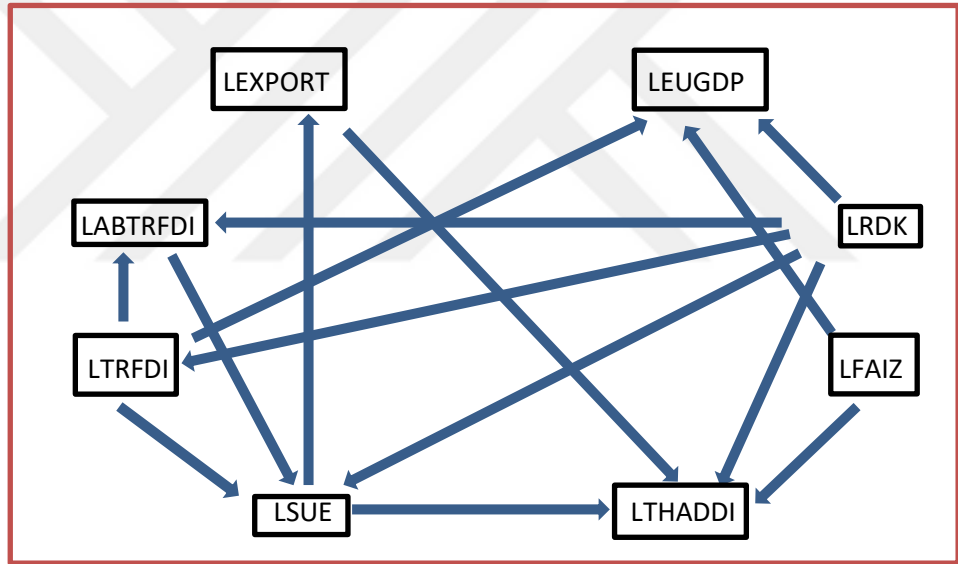 LEXPORT
LEUGDP
LABTRFDI
LRDK
LTRFDI
LFAIZ
LSUE
LTHADDI